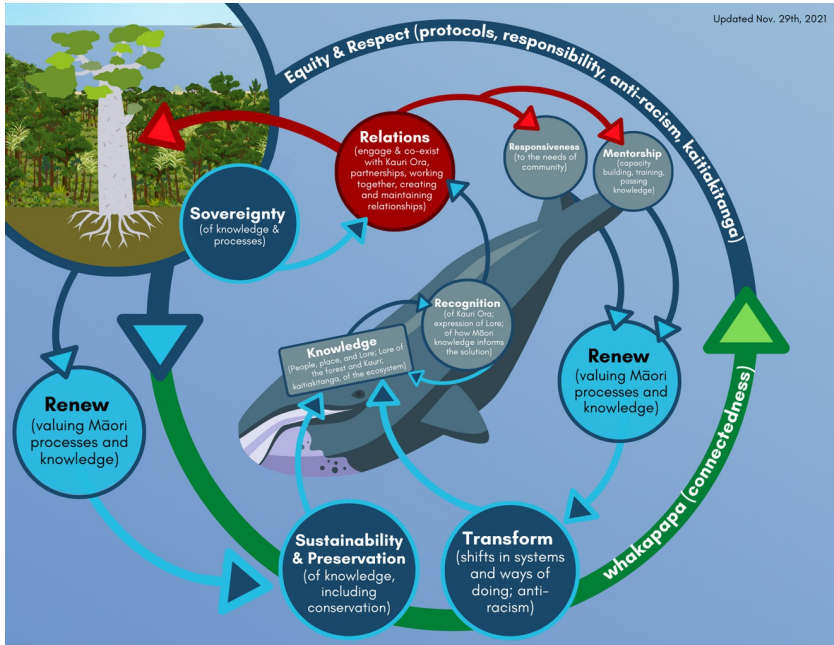 Updated Nov. 29th, 2021
Equity & Respect (protocols, responsibility, anti-racism, kaitiakitanga)
Relations
(engage & co-exist
with Kauri Ora,
partnerships, working
together, creating
and maintaining
relationships)
Responsiveness
(to the needs of
community)
Mentorship
(capacity
building, training,
passing
knowledge)
Sovereignty
(of knowledge &
processes)
Recognition
(of Kauri Ora;
expression of Lore;
of how Māori
knowledge informs
the solution)
Knowledge
(People, place, and Lore; Lore of
the forest and Kauri;
kaitiakitanga, of the ecosystem)
Renew
(valuing Māori
processes and
knowledge)
Renew
(valuing Māori
processes and
knowledge)
whakapapa (connectedness)
Sustainability
& Preservation
(of knowledge,
including
conservation)
Transform
(shifts in systems
and ways of
doing; anti-
racism)